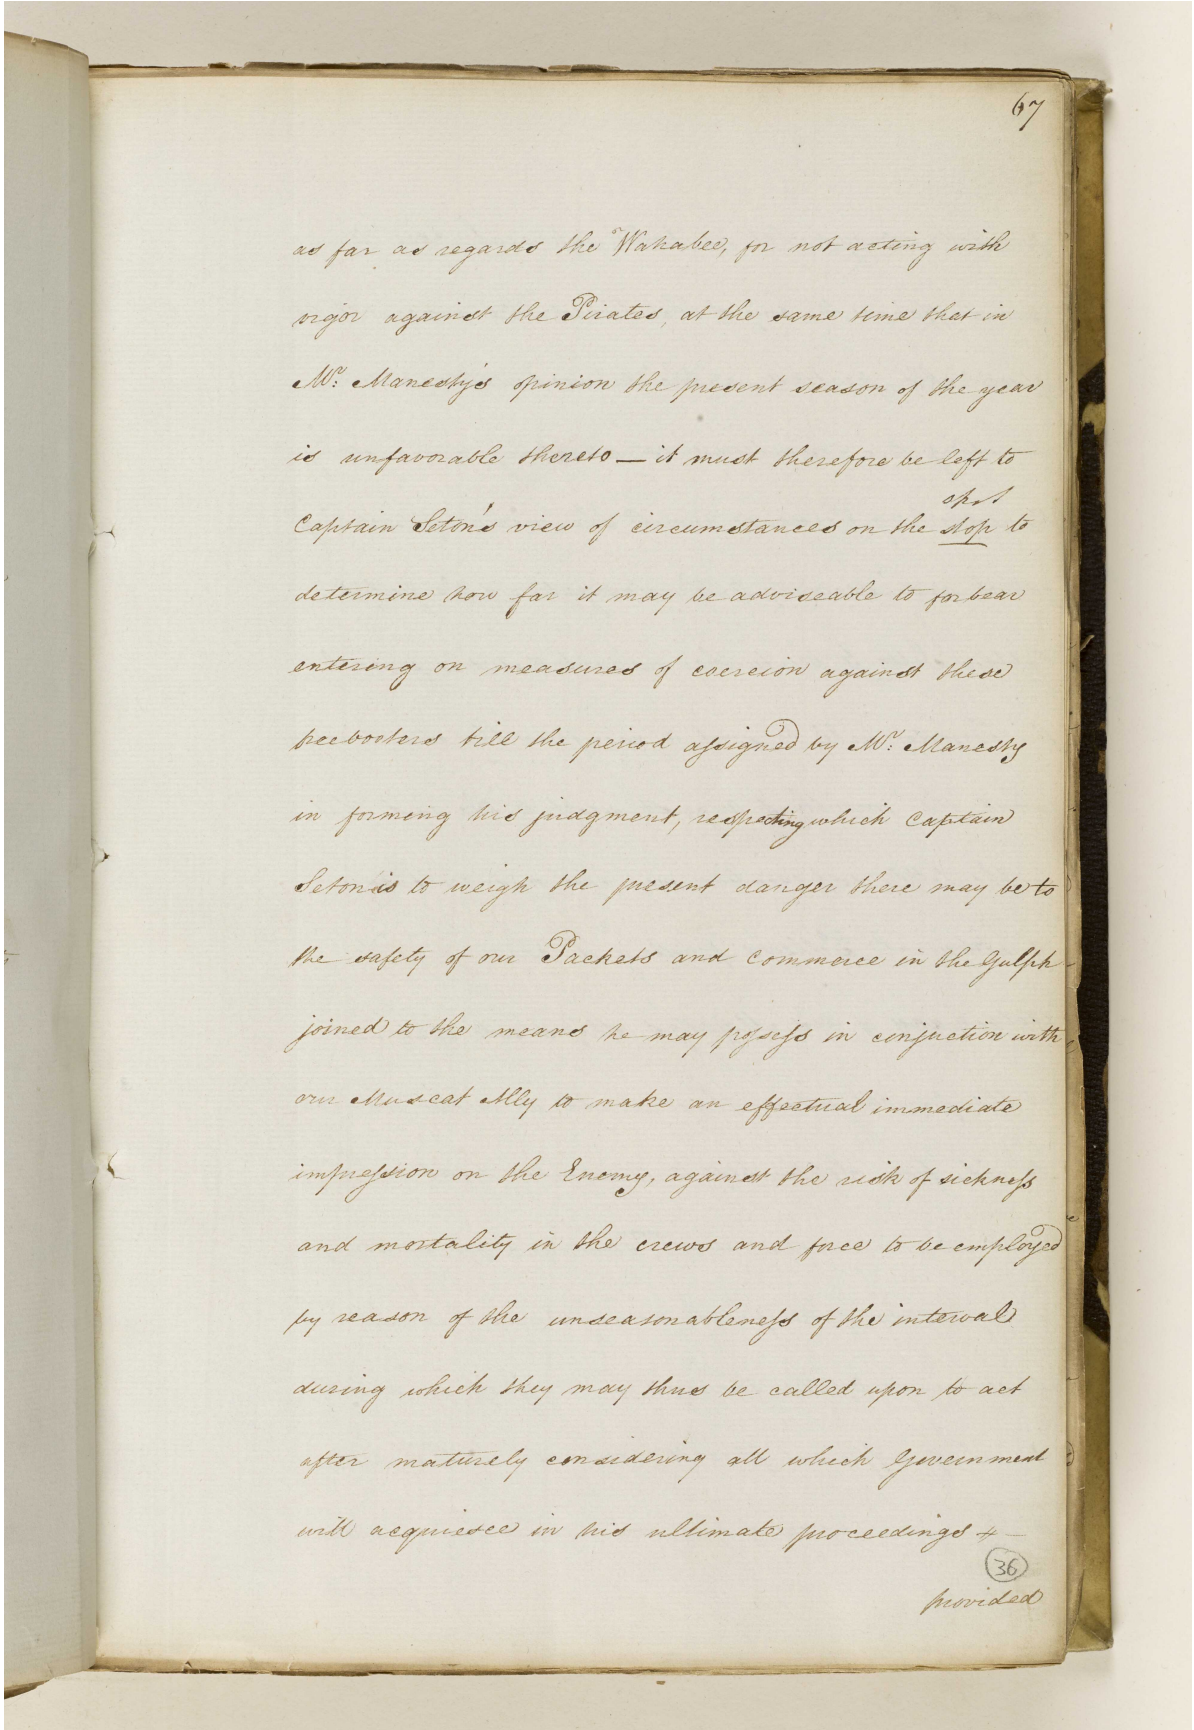 67
as far as regards the Wahabee, for not acting with
vigor against the Pirates, at the same time that in
Mr: Manesty's opinion the present season of the year
is unfavorable thereto — it must therefore be left to
spot
Captain Seton's view of circumstances on the stop to
determine how far it may be adviseable to forbear
entering on measures of coercion against these
freebooters till the period assigned by Mr: Manesty
in forming his judgment, respecting which Captain
Seton is to weigh the present danger there may be to
the safety of our Packets and Commerce in the Gulph
joined to the means he may possess in conjuction with
our Muscat Ally to make an effectual immediate
impression on the Enemy, against the risk of sickness
and mortality in the crews and force to be employed
by reason of the unseasonableness of the interval
during which they may thus be called upon to act
after maturely considering all which Government
will acquiesce in his ultimate proceedings +—
36
provided